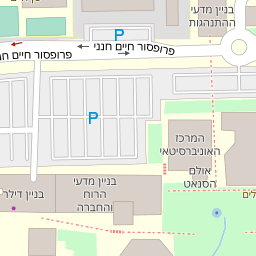 בניין מדעי
ההתנהגות
P
פרופסור חיים חנני
פרופסור חיים חנ
P
המרכז
האוניברסיטאי
אולם
הסנאט
בניין מדעי
הרוח
והחברה
בניין דילר